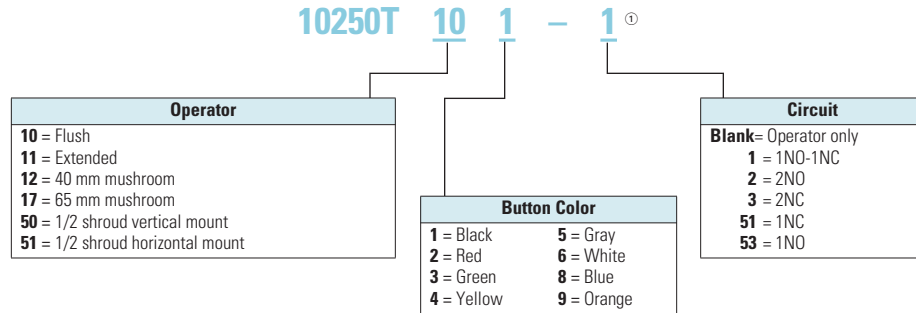 10250T 10 1 – 1 ①
Operator
10 = Flush
11 = Extended
12 = 40 mm mushroom
17 = 65 mm mushroom
50 = 1/2 shroud vertical mount
51 = 1/2 shroud horizontal mount
Button Color
1 = Black 5 = Gray
2 = Red 6 = White
3 = Green 8 = Blue
4 = Yellow 9 = Orange
Circuit
Blank= Operator only
1 = 1NO-1NC
2 = 2NO
3 = 2NC
51 = 1NC
53 = 1NO